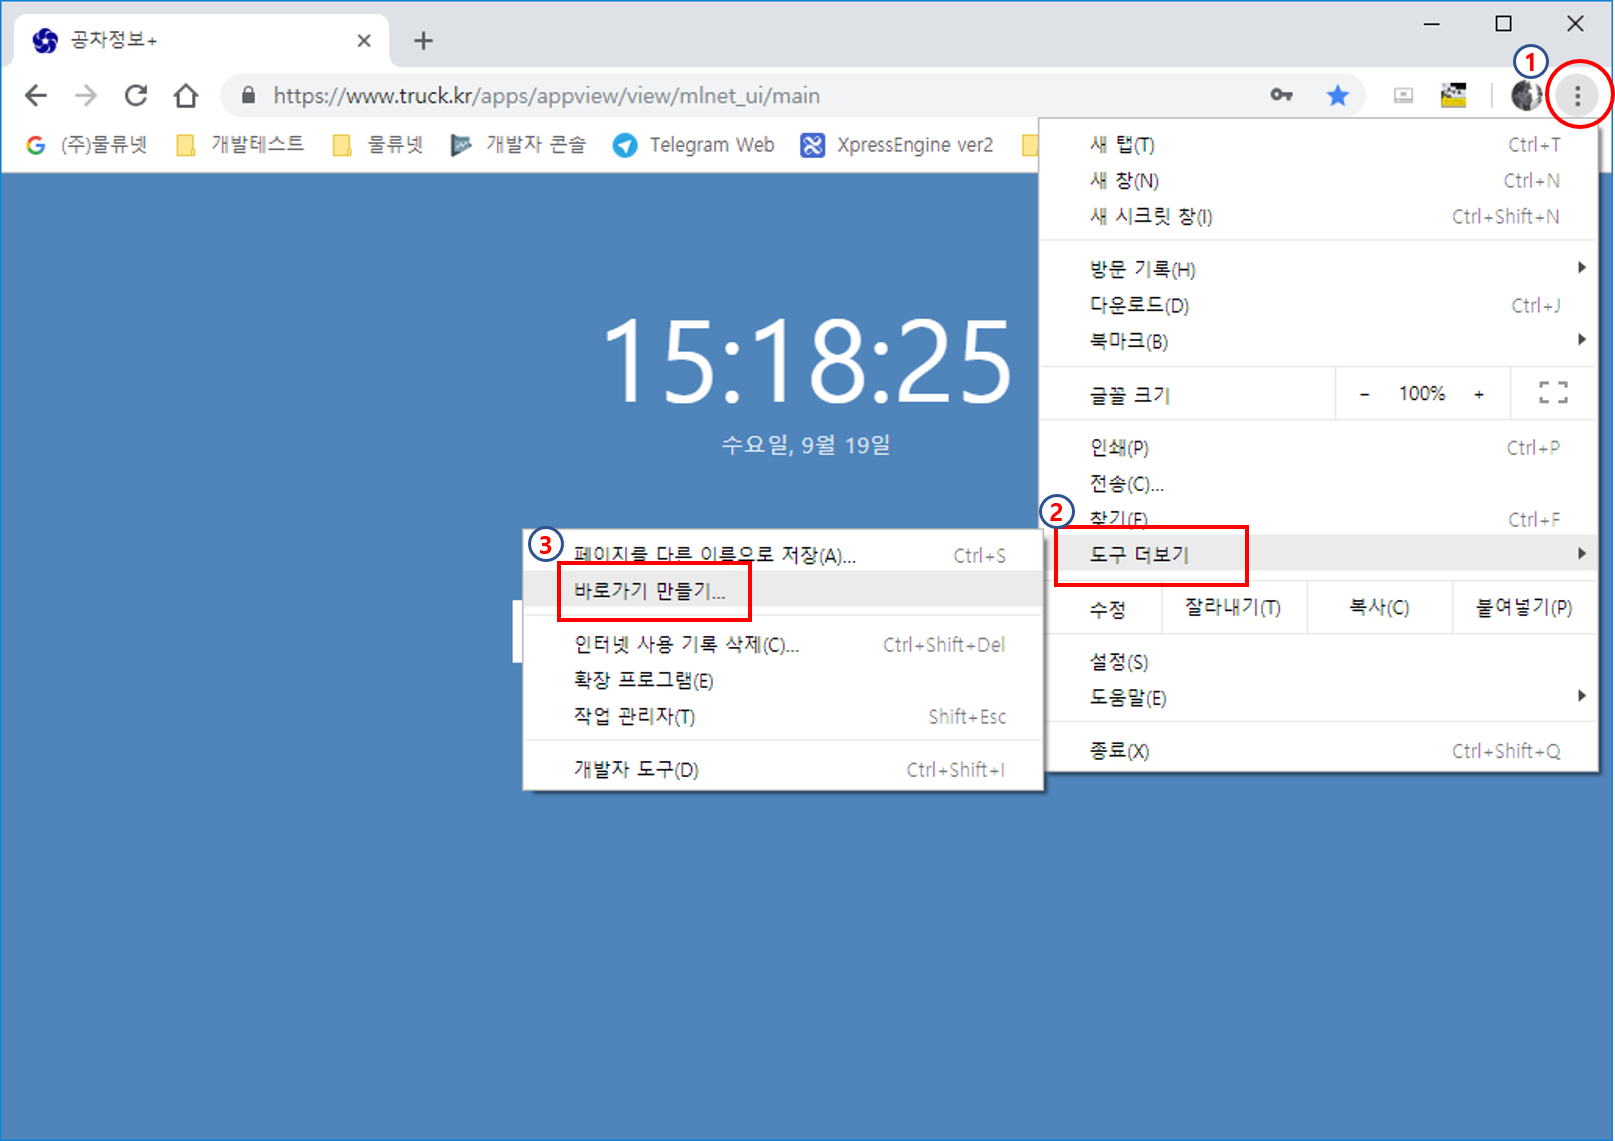 공차정보+
①
https://www.truck.kr/apps/appview/view/mlnet_ui/main
(주)물류넷 개발테스트 물류넷 개발자 콘솔 Telegram Web XpressEngine ver2
새 탭(T) Ctrl+T
새 창(N) Ctrl+N
새 시크릿 창(I) Ctrl+Shift+N
방문 기록(H)
다운로드(D) Ctrl+J
북마크(B)
글꼴 크기 - 100% +
인쇄(P) Ctrl+P
전송(C)...
찾기(F) Ctrl+F
② 도구 더보기
수정 잘라내기(T) 복사(C) 붙여넣기(P)
설정(S)
도움말(E)
종료(X) Ctrl+Shift+Q
15:18:25
수요일, 9월 19일
③ 페이지를 다른 이름으로 저장(A)... Ctrl+S
바로가기 만들기...
인터넷 사용 기록 삭제(C)... Ctrl+Shift+Del
확장 프로그램(E)
작업 관리자(T) Shift+Esc
개발자 도구(D) Ctrl+Shift+I